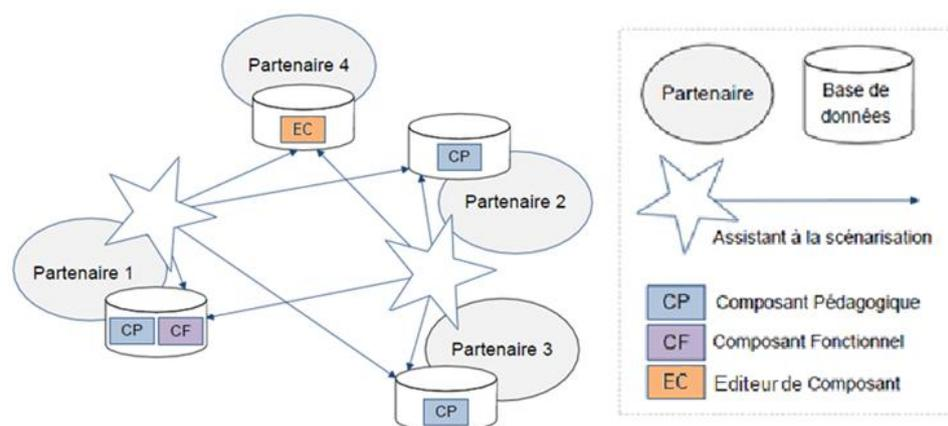 Partenaire 4
EC
CP
Partenaire 2
Partenaire 1
CP CF
Partenaire 3
CP
Partenaire
Base de
données
Assistant à la scénarisation
CP Composant Pédagogique
CF Composant Fonctionnel
EC Editeur de Composant